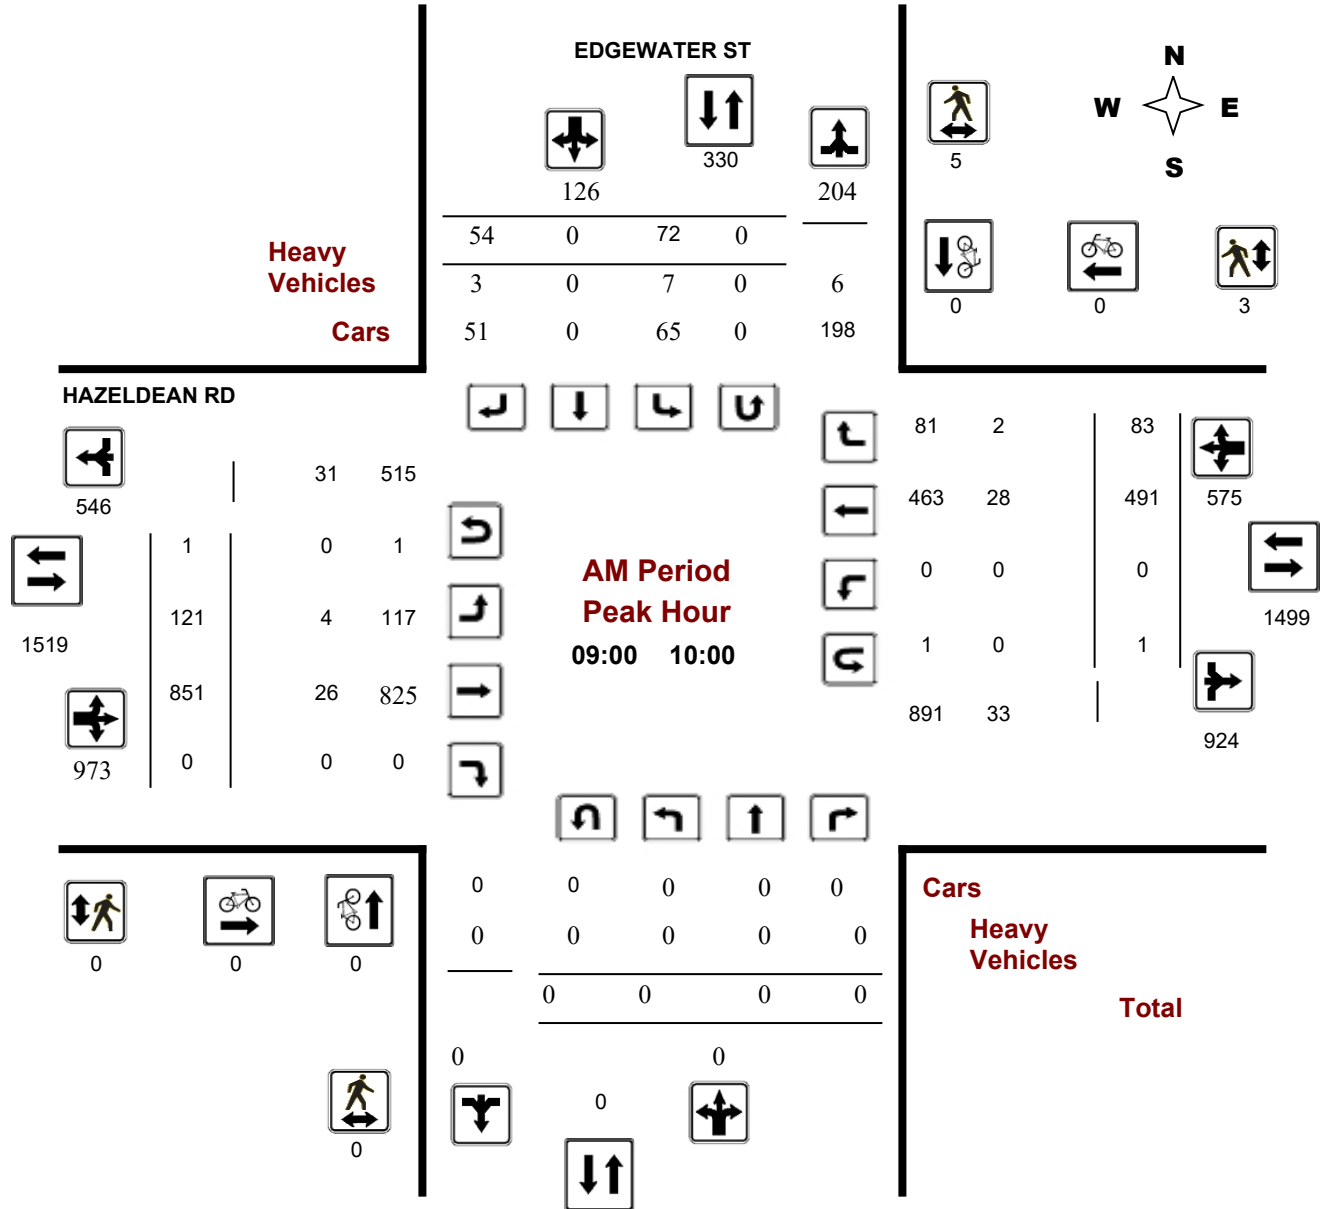 EDGEWATER ST
N
W E
S
330
5
126
204
54 0 72 0
Heavy
Vehicles
3 0 7 0 6
0 0 3
Cars
51 0 65 0 198
HAZELDEAN RD
81 2 83
31 515
546
463 28 491 575
1 0 1
AM Period
0 0 0
Peak Hour
121 4 117
1499
1519
09:00 10:00
1 0 1
851 26 825
891 33
924
973
0 0 0
0 0 0 0 0
Cars
0 0 0 0 0
Heavy
Vehicles
0 0 0
0 0 0 0
Total
0 0
0
0